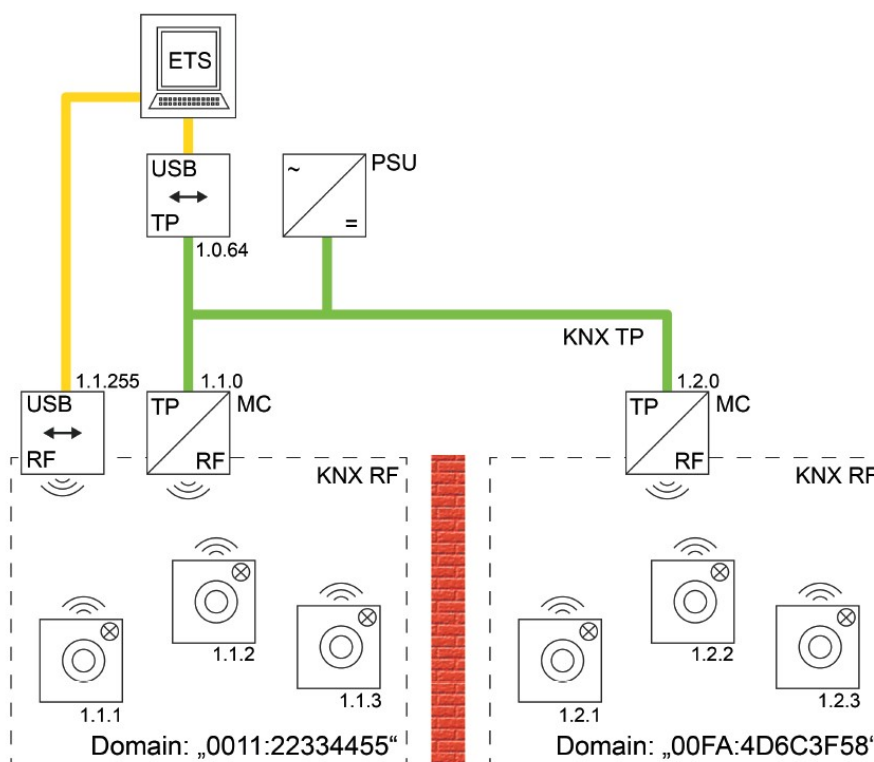 ETS
USB
TP
~
=
PSU
1.0.64
KNX TP
1.1.255
USB
RF
1.1.0
TP
RF
MC
1.2.0
TP
RF
MC
KNX RF
KNX RF
1.1.1
1.1.2
1.1.3
1.2.1
1.2.2
1.2.3
Domain: „0011:22334455“
Domain: „00FA:4D6C3F58“